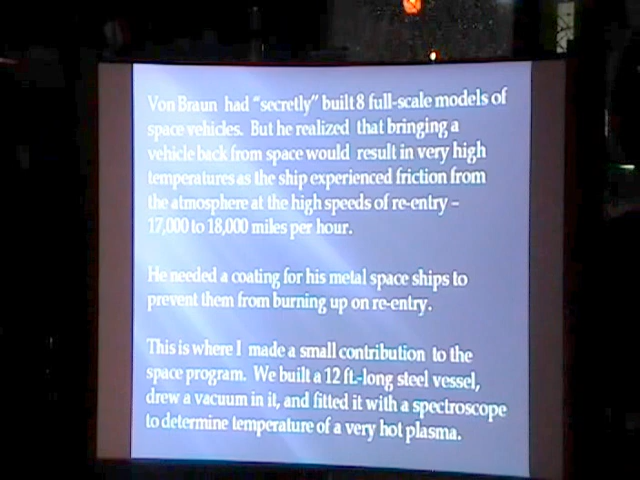 Von Braun had "secretly" built 8 full-scale models of
space vehicles. But he realized that bringing a
vehicle back from space would result in very high
temperatures as the ship experienced friction from
the atmosphere at the high speeds of re-entry –
17,000 to 18,000 miles per hour.
He needed a coating for his metal space ships to
prevent them from burning up on re-entry.
This is where I made a small contribution to the
space program. We built a 12 ft.-long steel vessel,
drew a vacuum in it, and fitted it with a spectroscope
to determine temperature of a very hot plasma.